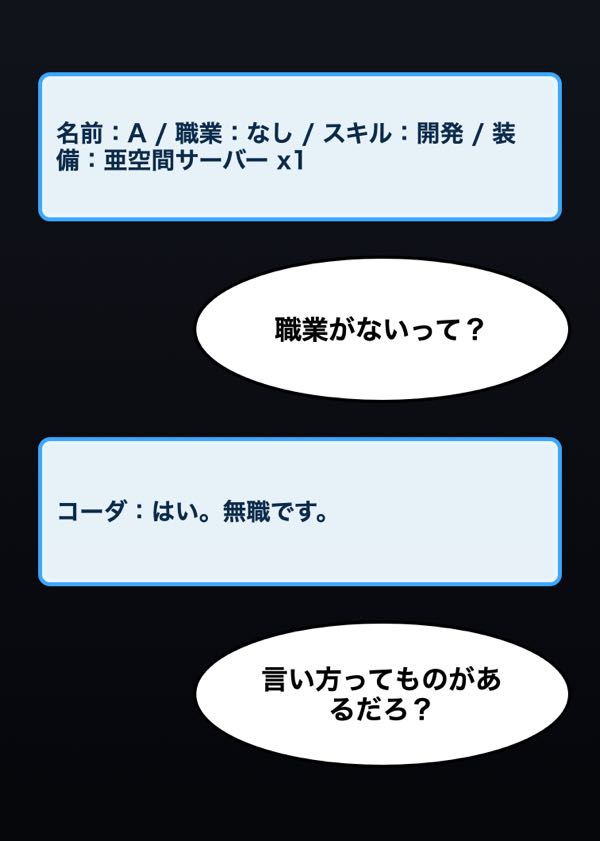 名前：A / 職業：なし / スキル：開発 / 装
備：亜空間サーバー x1
職業がないって？
コーダ：はい。無職です。
言い方ってものがあ
るだろ？